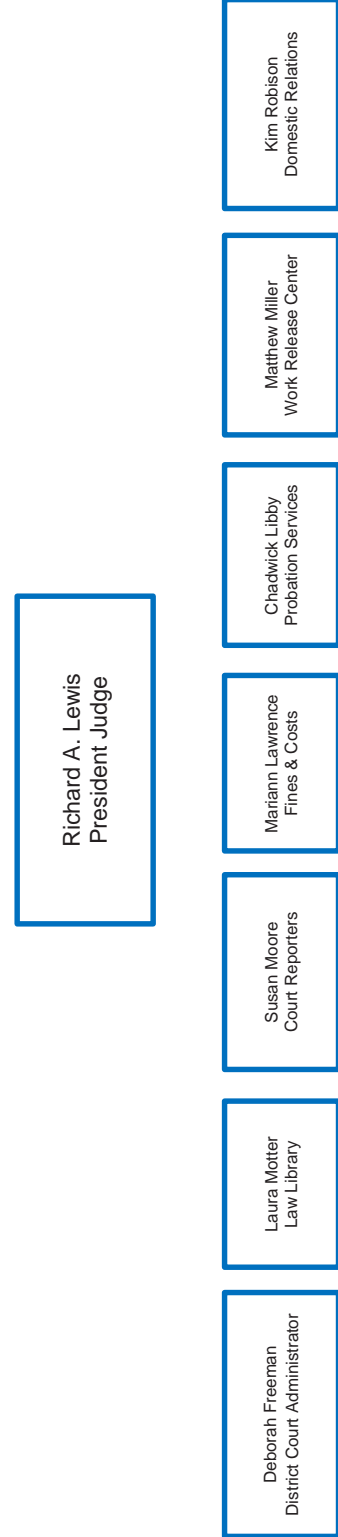 Richard A. Lewis
President Judge
Deborah Freeman
District Court Administrator
Laura Motter
Law Library
Susan Moore
Court Reporters
Mariann Lawrence
Fines & Costs
Chadwick Libby
Probation Services
Matthew Miller
Work Release Center
Kim Robison
Domestic Relations